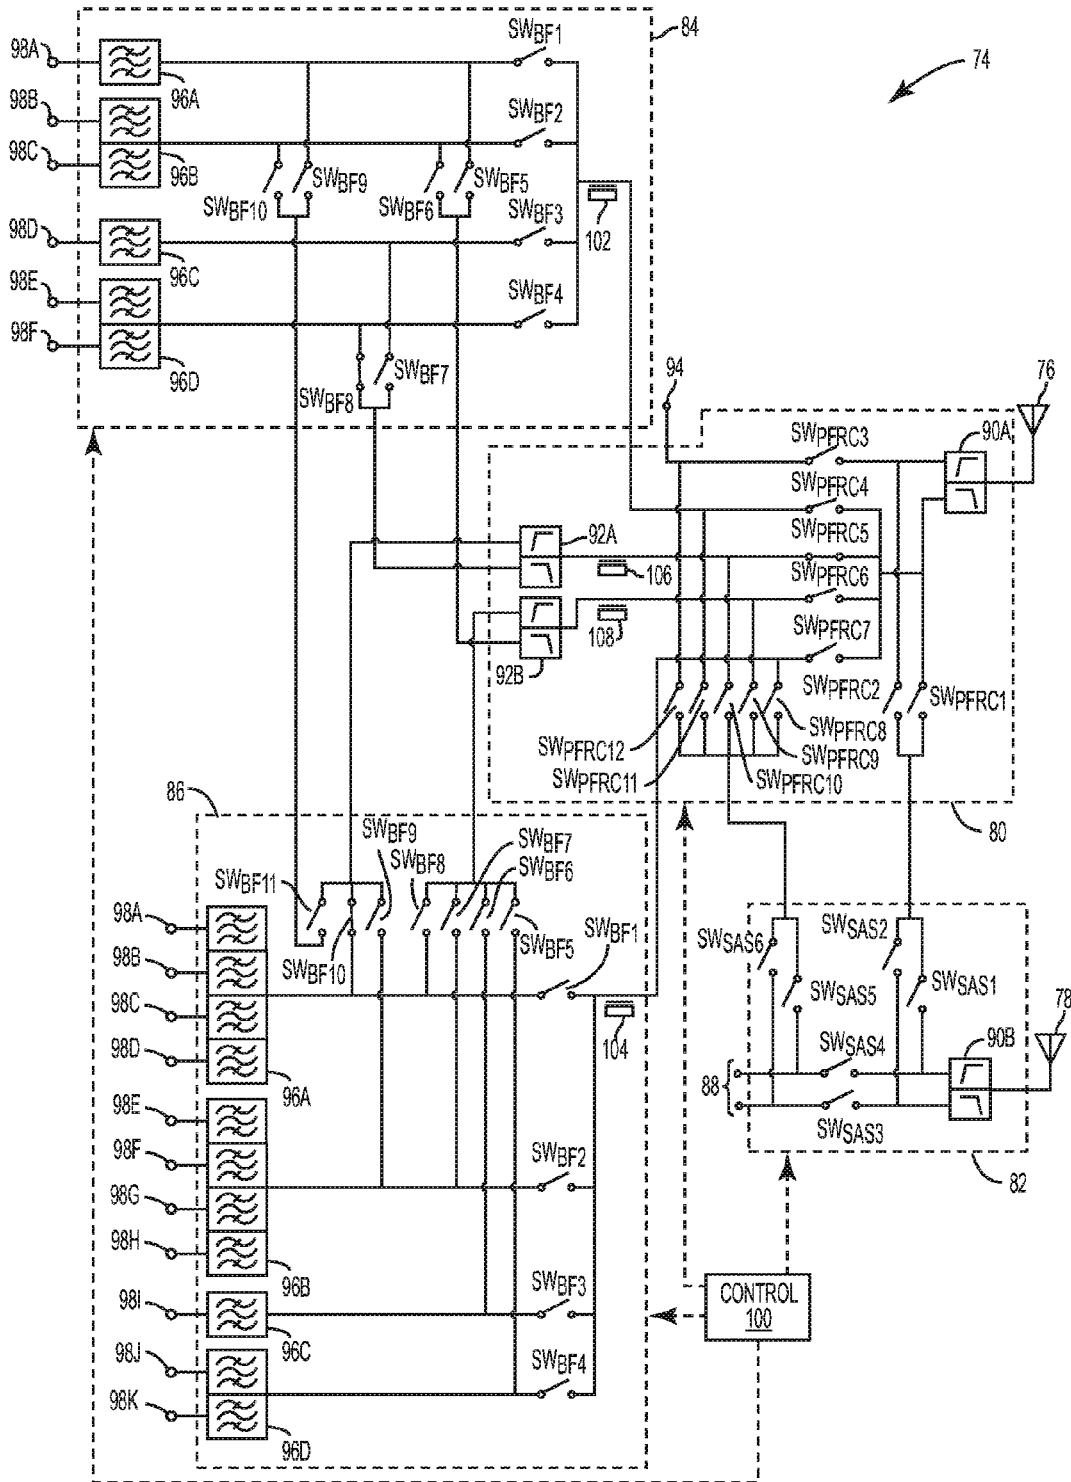 84
74
98A
SWBF1
96A
98B
SWBF2
98C
96B
SWBF9
SWBF5
SWBF10
SWBF6
SWBF3
98D
102
96C
98E
SWBF4
98F
96D
SWBF7
SWBF8
94
76
SWPFRC3
90A
SWPFRC4
92A
SWPFRC5
106
SWPFRC6
108
SWPFRC7
92B
SWPFRC2
SWPFRC1
SWPFRC8
SWPFRC12
SWPFRC9
SWPFRC11
SWPFRC10
86
80
SWBF9
SWBF7
SWBF8
SWBF6
SWBF11
98A
SWBF1
SWBF5
SWBF10
SWSAS6
SWSAS2
98B
SWSAS5
SWSAS1
98C
78
104
90B
98D
SWSAS4
96A
88
98E
SWSAS3
98F
SWBF2
82
98G
98H
96B
98I
SWBF3
CONTROL
100
96C
98J
SWBF4
98K
96D